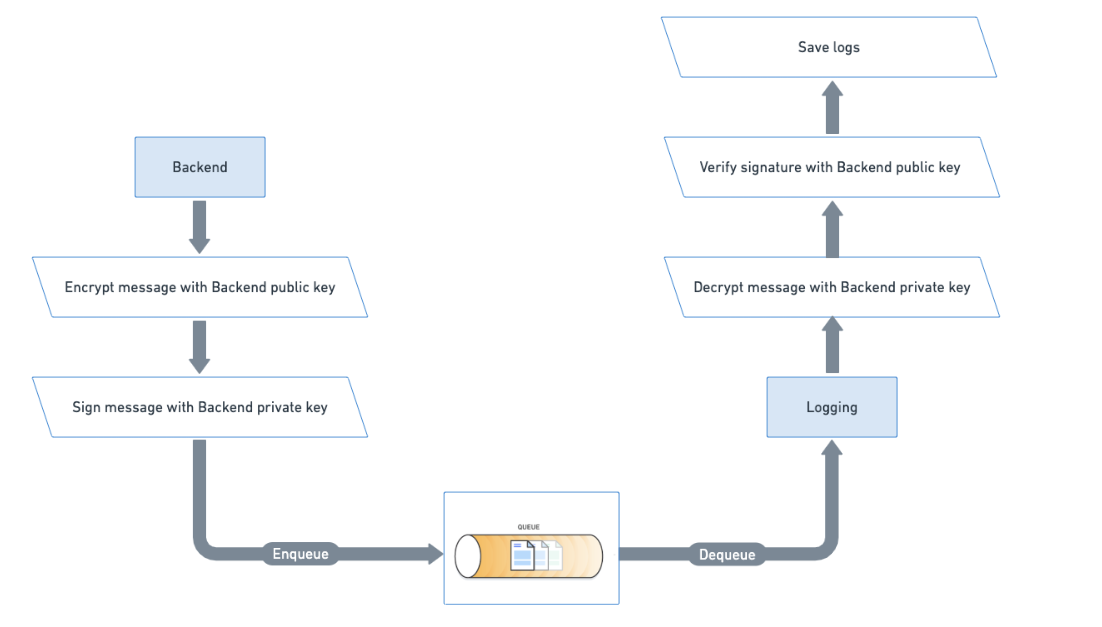 Backend
Encrypt message with Backend public key
Sign message with Backend private key
Enqueue
QUEUE
Dequeue
Logging
Decrypt message with Backend private key
Verify signature with Backend public key
Save logs